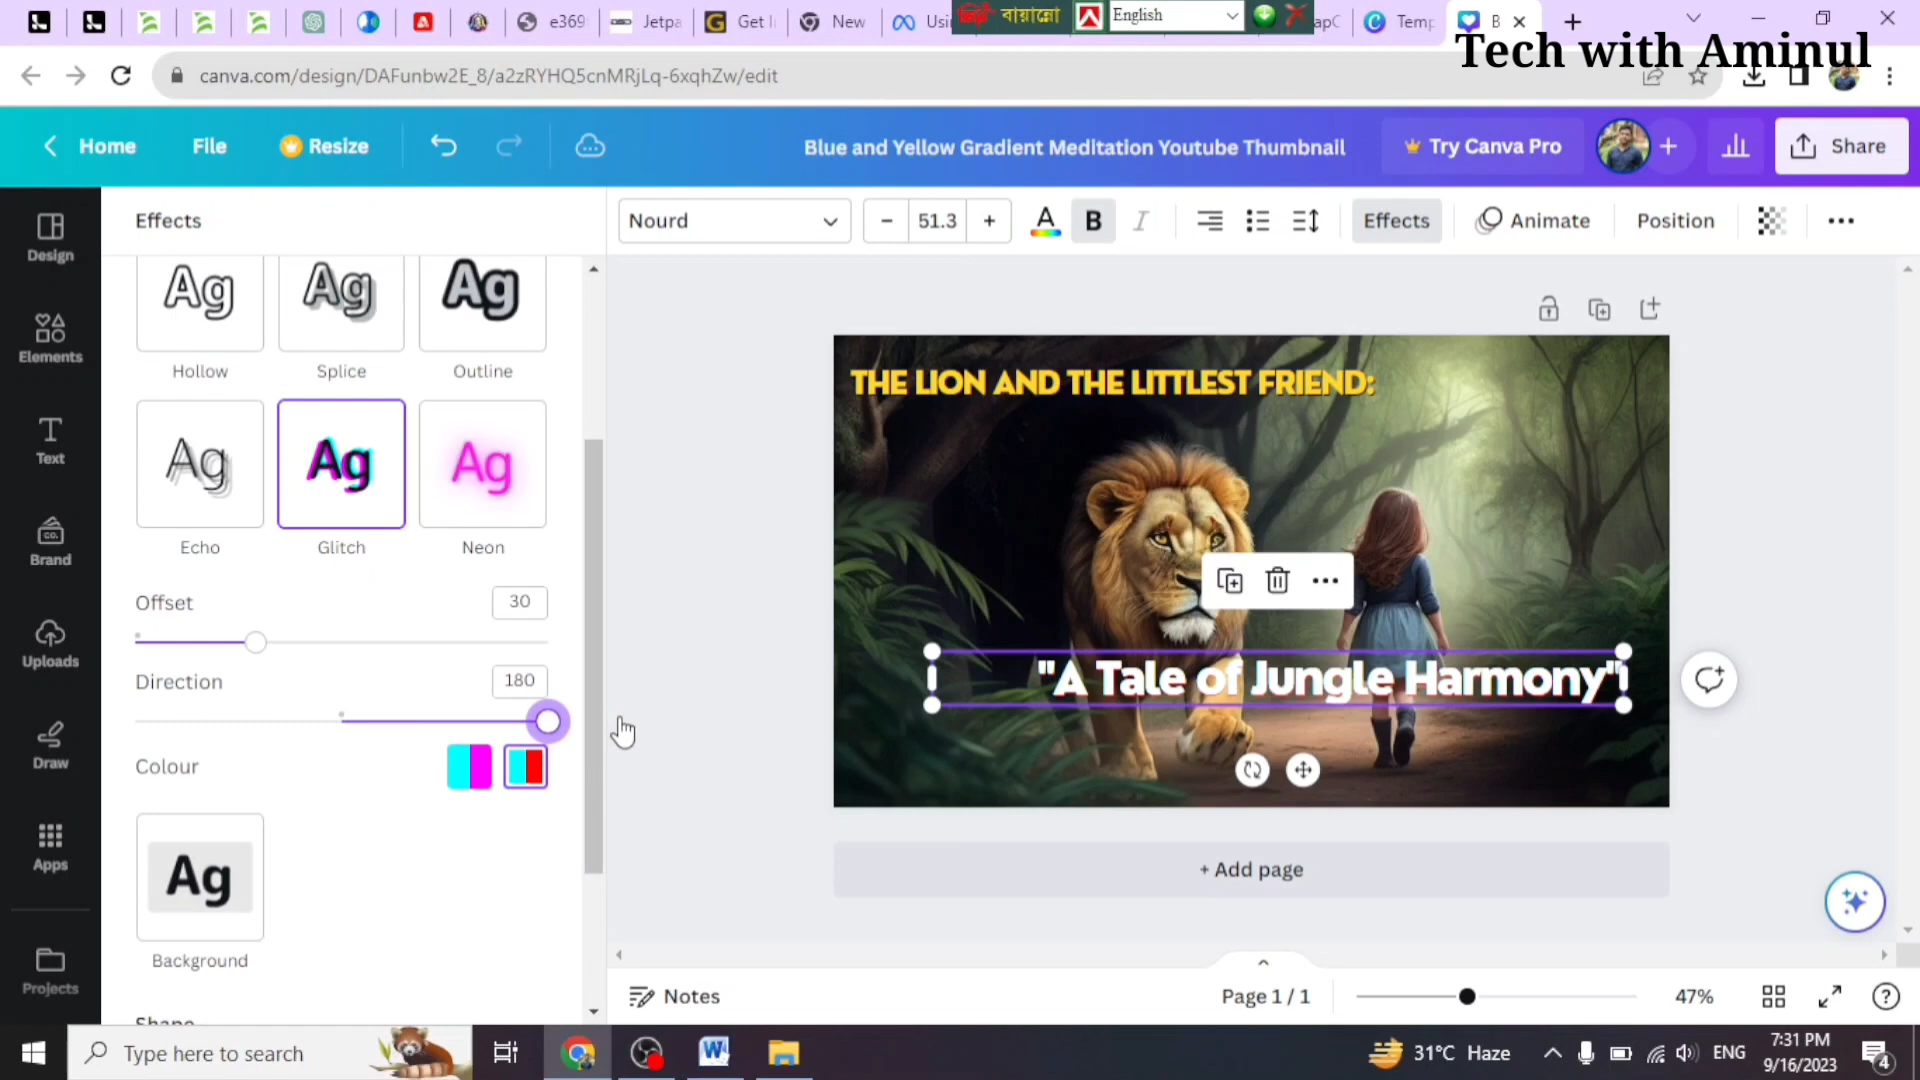 e369
Jetpa
Get I
New
Usi
বায়ান্নো
English
apC
Temp
B
Tech with Aminul
canva.com/design/DAFunbw2E_8/a2zRYHQ5cnMRjLq-6xqhZw/edit
Home
File
Resize
Blue and Yellow Gradient Meditation Youtube Thumbnail
Try Canva Pro
Share
Effects
Nourd
51.3
A
B
I
Effects
Animate
Position
Design
Elements
Text
Brand
Uploads
Draw
Apps
Projects
Ag
Ag
Ag
Hollow
Splice
Outline
Ag
Ag
Ag
Echo
Glitch
Neon
Offset
30
Direction
180
Colour
Ag
Background
Shape
THE LION AND THE LITTLEST FRIEND:
"A Tale of Jungle Harmony"
+ Add page
Notes
Page 1 / 1
47%
Type here to search
31°C Haze
ENG
7:31 PM
9/16/2023
4